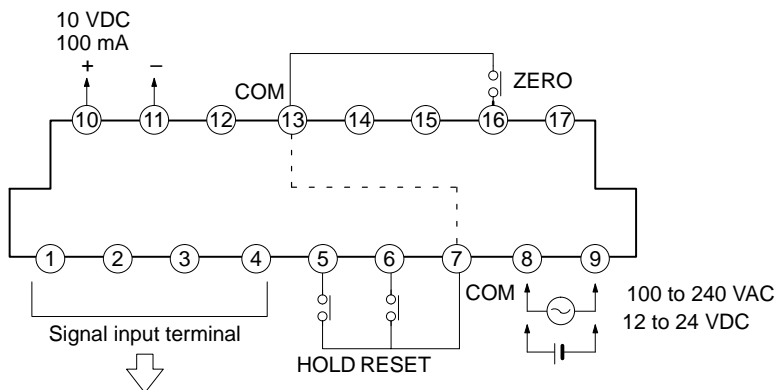 10 VDC
100 mA
+ −
COM
ZERO
10 11 12 13 14 15 16 17
1 2 3 4 5 6 7 8 9
COM
100 to 240 VAC
12 to 24 VDC
Signal input terminal
HOLD RESET